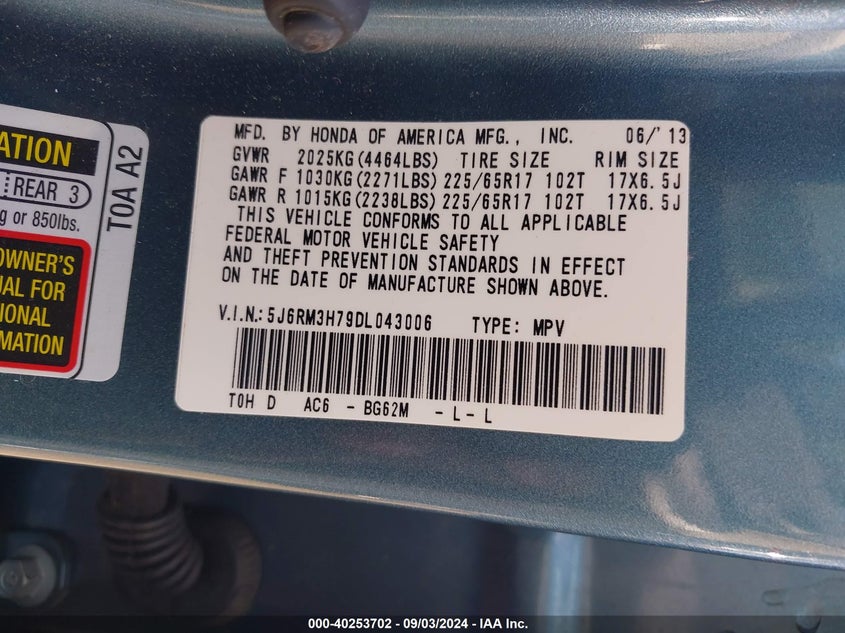 ATION
REAR 3
g or 850lbs.
OWNER'S
AL FOR
IONAL
MATION
TOA A2
MFD. BY HONDA OF AMERICA MFG., INC. 06/'13
GVWR 2025KG(4464LBS) TIRE SIZE RIM SIZE
GAWR F 1030KG(2271LBS) 225/65R17 102T 17X6.5J
GAWR R 1015KG(2238LBS) 225/65R17 102T 17X6.5J
THIS VEHICLE CONFORMS TO ALL APPLICABLE
FEDERAL MOTOR VEHICLE SAFETY
AND THEFT PREVENTION STANDARDS IN EFFECT
ON THE DATE OF MANUFACTURE SHOWN ABOVE.
V.I.N.: 5J6RM3H79DL043006 TYPE: MPV
T0H D AC6 - BG62M - L - L
000-40253702 - 09/03/2024 - IAA Inc.